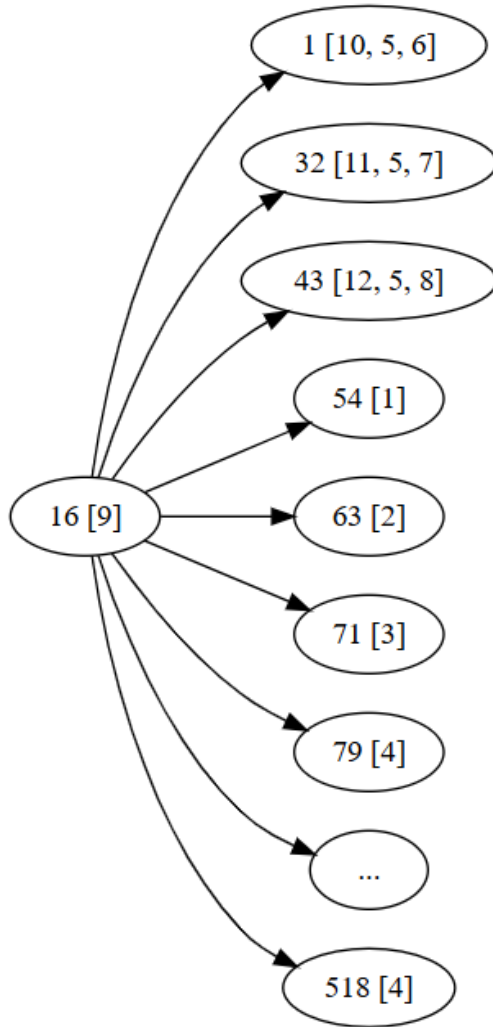 1 [10, 5, 6]
32 [11, 5, 7]
43 [12, 5, 8]
54 [1]
16 [9]
63 [2]
71 [3]
79 [4]
...
518 [4]